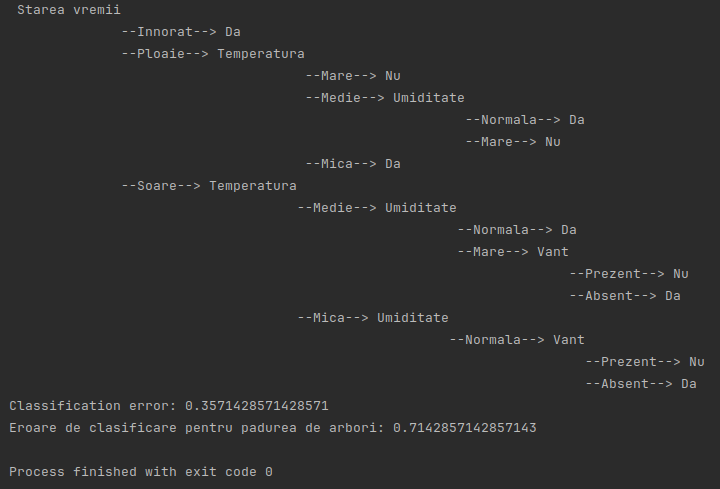 Starea vremii
--Innorat--> Da
--Ploaie--> Temperatura
--Mare--> Nu
--Medie--> Umiditate
--Normala--> Da
--Mare--> Nu
--Mica--> Da
--Soare--> Temperatura
--Medie--> Umiditate
--Normala--> Da
--Mare--> Vant
--Prezent--> Nu
--Absent--> Da
--Mica--> Umiditate
--Normala--> Vant
--Prezent--> Nu
--Absent--> Da
Classification error: 0.3571428571428571
Eroare de clasificare pentru padurea de arbori: 0.7142857142857143
Process finished with exit code 0